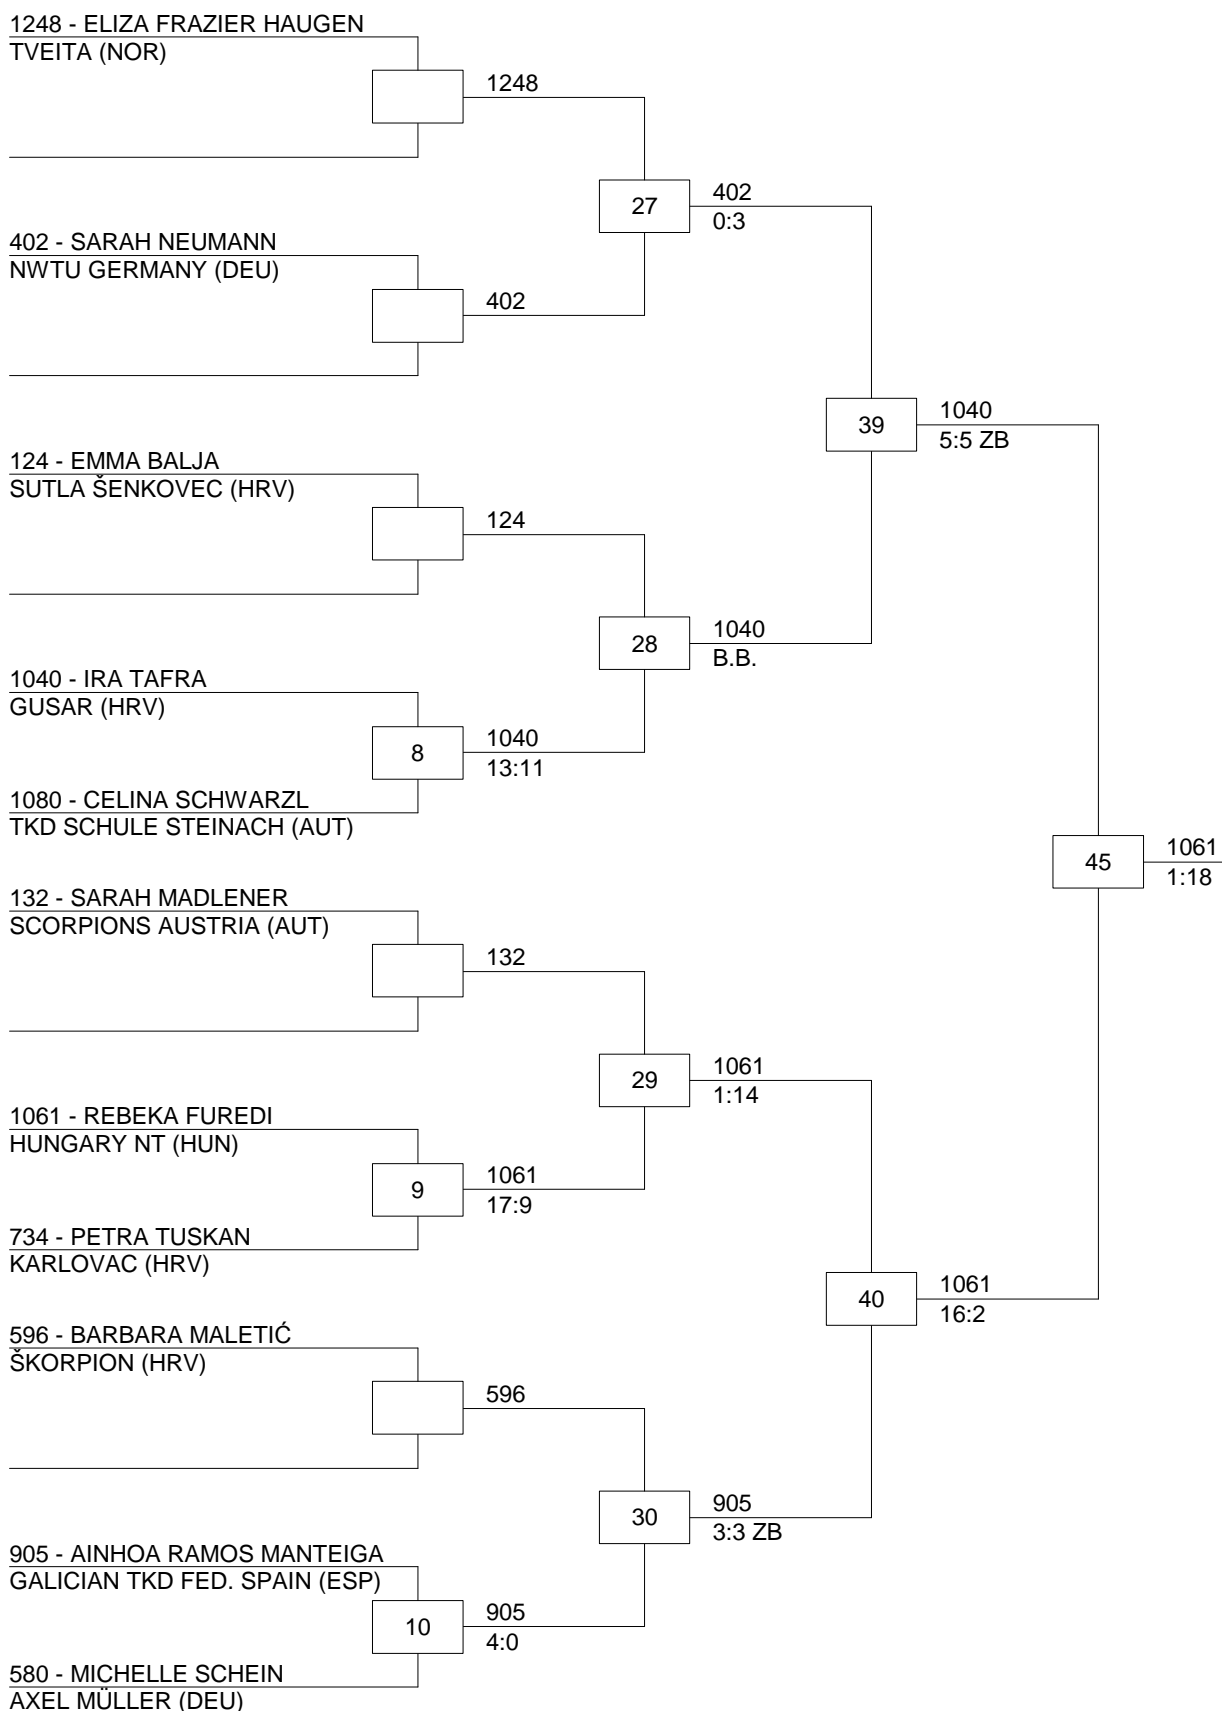 1248 - ELIZA FRAZIER HAUGEN
TVEITA (NOR)
1248
27
402
0:3
402 - SARAH NEUMANN
NWTU GERMANY (DEU)
402
39
1040
5:5 ZB
124 - EMMA BALJA
SUTLA ŠENKOVEC (HRV)
124
28
1040
B.B.
1040 - IRA TAFRA
GUSAR (HRV)
8
1040
13:11
1080 - CELINA SCHWARZL
TKD SCHULE STEINACH (AUT)
45
1061
1:18
132 - SARAH MADLENER
SCORPIONS AUSTRIA (AUT)
132
29
1061
1:14
1061 - REBEKA FUREDI
HUNGARY NT (HUN)
9
1061
17:9
734 - PETRA TUSKAN
KARLOVAC (HRV)
40
1061
16:2
596 - BARBARA MALETIĆ
ŠKORPION (HRV)
596
30
905
3:3 ZB
905 - AINHOA RAMOS MANTEIGA
GALICIAN TKD FED. SPAIN (ESP)
10
905
4:0
580 - MICHELLE SCHEIN
AXEL MÜLLER (DEU)